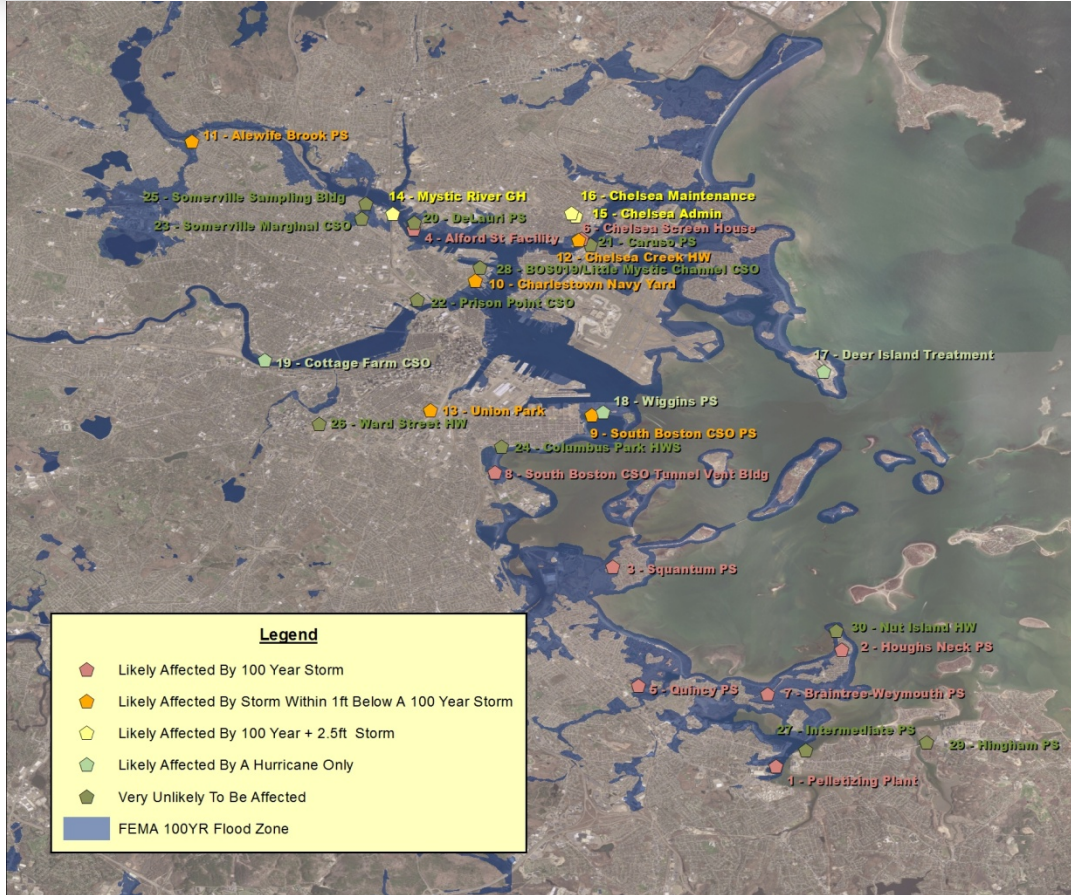 11 - Alewife Brook PS
25 - Somerville Sampling Bldg
14 - Mystic River GH
16 - Chelsea Maintenance
15 - Chelsea Admin
23 - Somerville Marginal CSO
20 - DeLauri PS
6 - Chelsea Screen House
4 - Alford St Facility
21 - Caruso PS
12 - Chelsea Creek HW
28 - BOS019/Little Mystic Channel CSO
10 - Charlestown Navy Yard
22 - Prison Point CSO
19 - Cottage Farm CSO
17 - Deer Island Treatment
18 - Wiggins PS
13 - Union Park
26 - Ward Street HW
9 - South Boston CSO PS
24 - Columbus Park HWS
8 - South Boston CSO Tunnel Vent Bldg
3 - Squantum PS
30 - Nut Island HW
2 - Houghs Neck PS
5 - Quincy PS
7 - Braintree-Weymouth PS
27 - Intermediate PS
29 - Hingham PS
1 - Pelletizing Plant
Legend
Likely Affected By 100 Year Storm
Likely Affected By Storm Within 1ft Below A 100 Year Storm
Likely Affected By 100 Year + 2.5ft Storm
Likely Affected By A Hurricane Only
Very Unlikely To Be Affected
FEMA 100YR Flood Zone